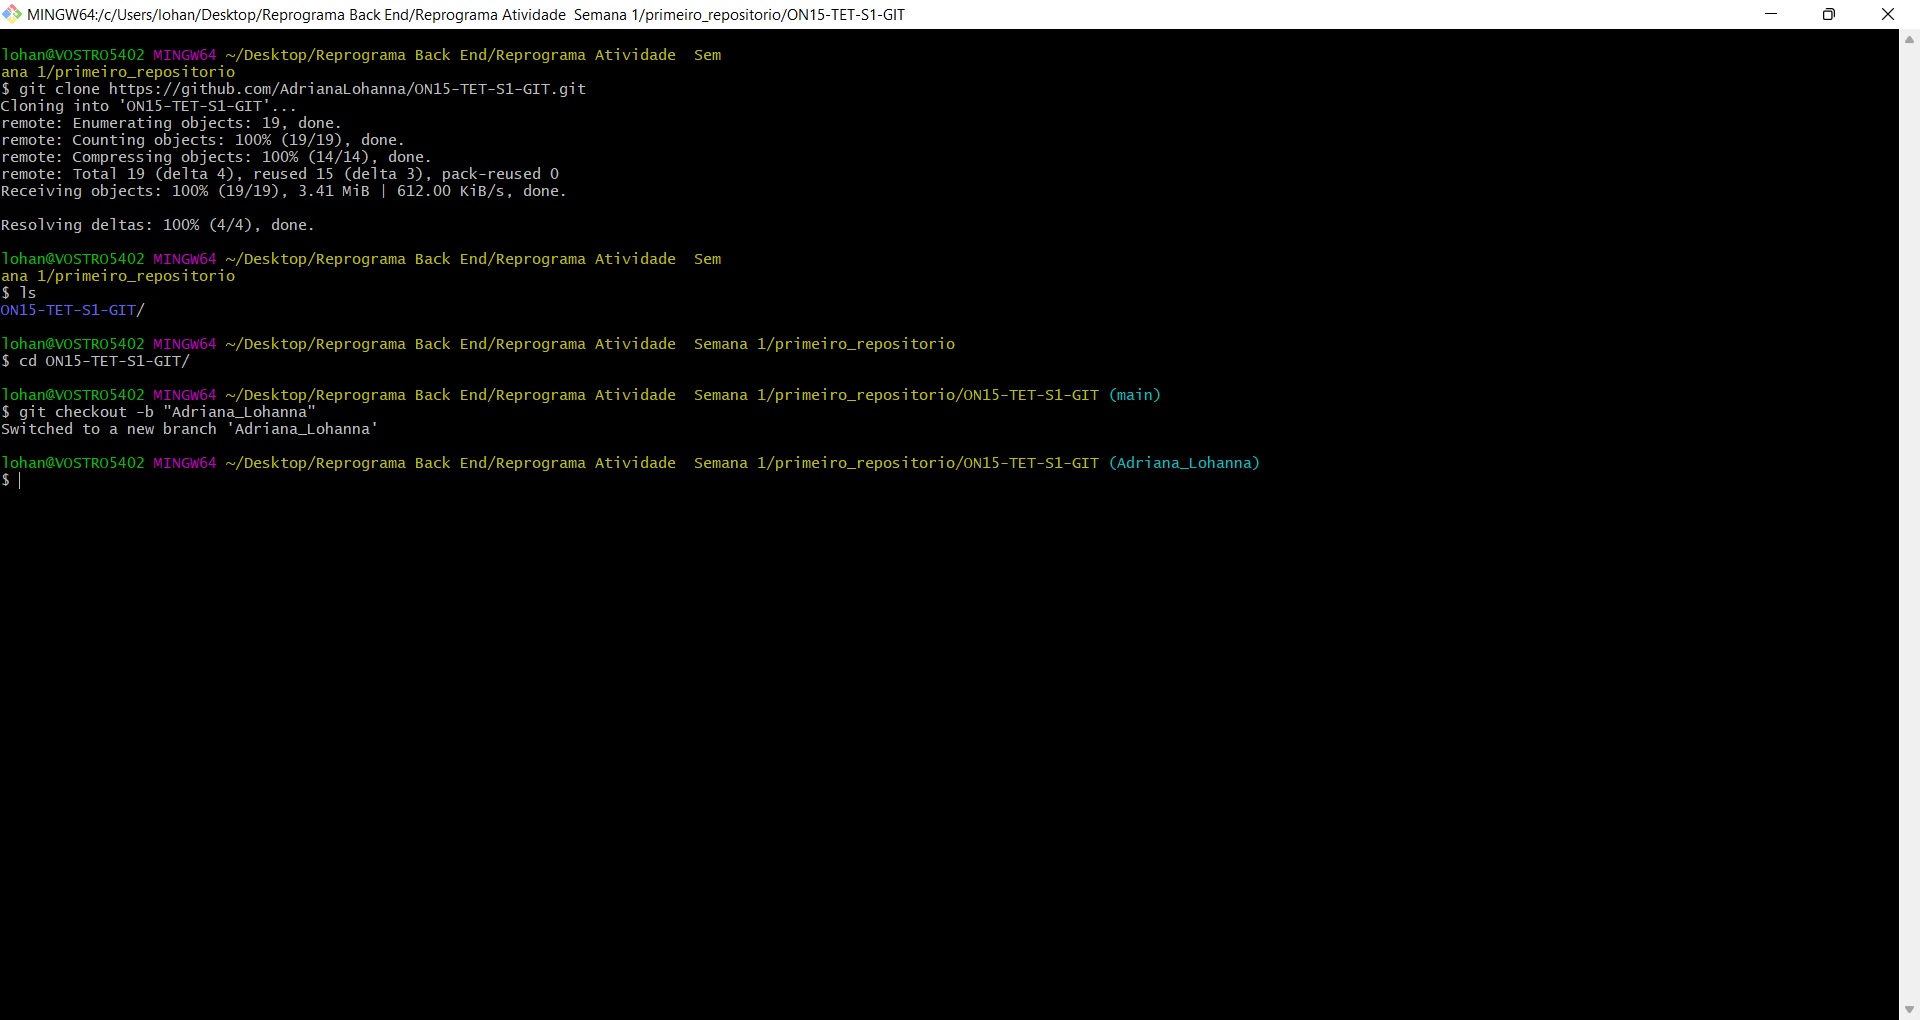 MINGW64:/c/Users/lohan/Desktop/Reprograma Back End/Reprograma Atividade  Semana 1/primeiro_repositorio/ON15-TET-S1-GIT
lohan@VOSTRO5402 MINGW64 ~/Desktop/Reprograma Back End/Reprograma Atividade  Sem
ana 1/primeiro_repositorio
$ git clone https://github.com/AdrianaLohanna/ON15-TET-S1-GIT.git
Cloning into 'ON15-TET-S1-GIT'...
remote: Enumerating objects: 19, done.
remote: Counting objects: 100% (19/19), done.
remote: Compressing objects: 100% (14/14), done.
remote: Total 19 (delta 4), reused 15 (delta 3), pack-reused 0
Receiving objects: 100% (19/19), 3.41 MiB | 612.00 KiB/s, done.
Resolving deltas: 100% (4/4), done.
lohan@VOSTRO5402 MINGW64 ~/Desktop/Reprograma Back End/Reprograma Atividade  Sem
ana 1/primeiro_repositorio
$ ls
ON15-TET-S1-GIT/
lohan@VOSTRO5402 MINGW64 ~/Desktop/Reprograma Back End/Reprograma Atividade  Semana 1/primeiro_repositorio
$ cd ON15-TET-S1-GIT/
lohan@VOSTRO5402 MINGW64 ~/Desktop/Reprograma Back End/Reprograma Atividade  Semana 1/primeiro_repositorio/ON15-TET-S1-GIT (main)
$ git checkout -b "Adriana_Lohanna"
Switched to a new branch 'Adriana_Lohanna'
lohan@VOSTRO5402 MINGW64 ~/Desktop/Reprograma Back End/Reprograma Atividade  Semana 1/primeiro_repositorio/ON15-TET-S1-GIT (Adriana_Lohanna)
$